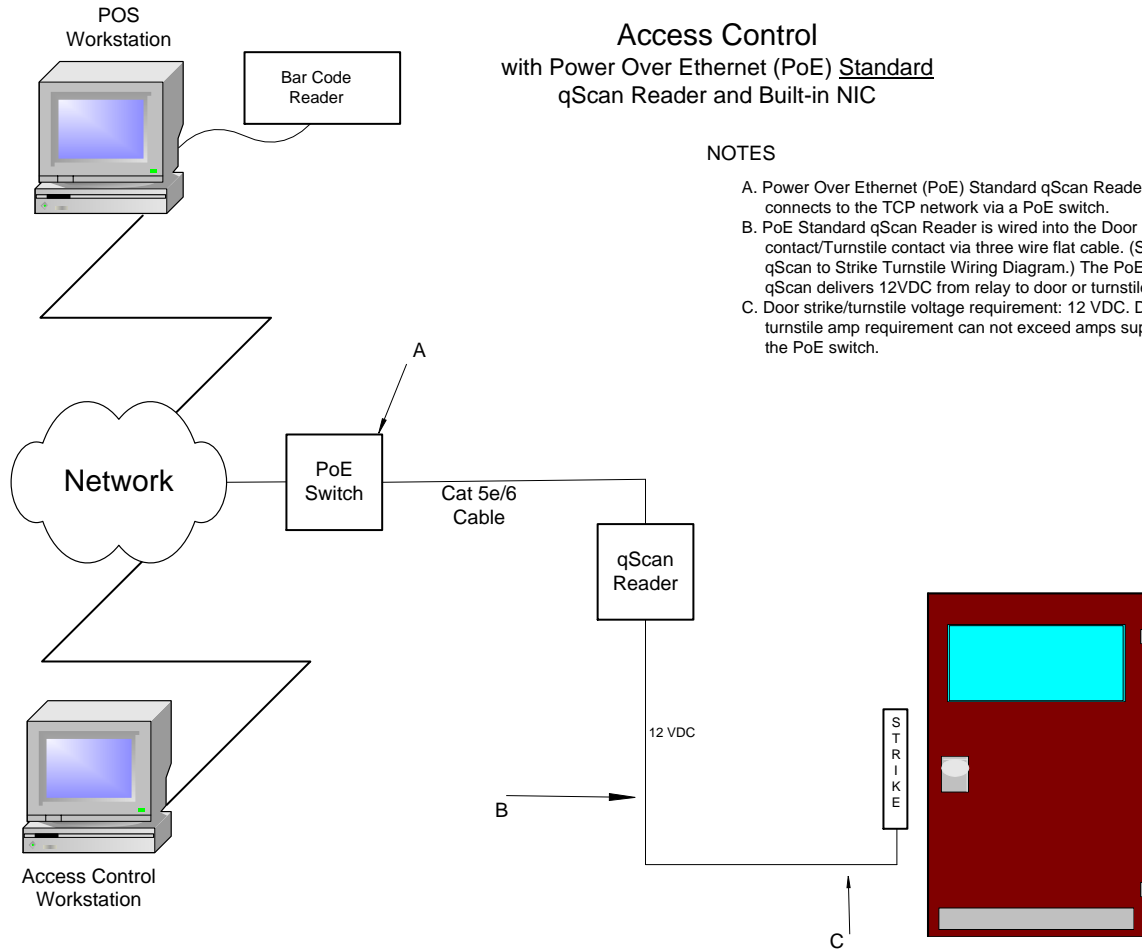 POS
Workstation
Bar Code
Reader
Access Control
with Power Over Ethernet (PoE) Standard
qScan Reader and Built-in NIC
NOTES
A. Power Over Ethernet (PoE) Standard qScan Reade
connects to the TCP network via a PoE switch.
B. PoE Standard qScan Reader is wired into the Door
contact/Turnstile contact via three wire flat cable. (S
qScan to Strike Turnstile Wiring Diagram.) The PoE
qScan delivers 12VDC from relay to door or turnstile
C. Door strike/turnstile voltage requirement: 12 VDC. D
turnstile amp requirement can not exceed amps sup
the PoE switch.
A
Network
PoE
Switch
Cat 5e/6
Cable
qScan
Reader
12 VDC
STRIKE
B
Access Control
Workstation
C